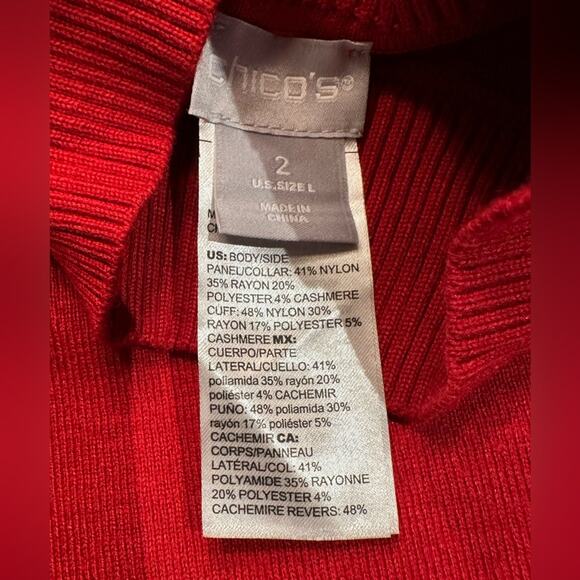 chico's®
2
U.S.SIZE L
MADE IN
CHINA
US: BODY/SIDE
PANEL/COLLAR: 41% NYLON
35% RAYON 20%
POLYESTER 4% CASHMERE
CUFF: 48% NYLON 30%
RAYON 17% POLYESTER 5%
CASHMERE MX:
CUERPO/PARTE
LATERAL/CUELLO: 41%
poliamida 35% rayón 20%
poliéster 4% CACHEMIR
PUÑO: 48% poliamida 30%
rayón 17% poliéster 5%
CACHEMIR CA:
CORPS/PANNEAU
LATÉRAL/COL: 41%
POLYAMIDE 35% RAYONNE
20% POLYESTER 4%
CACHEMIRE REVERS: 48%